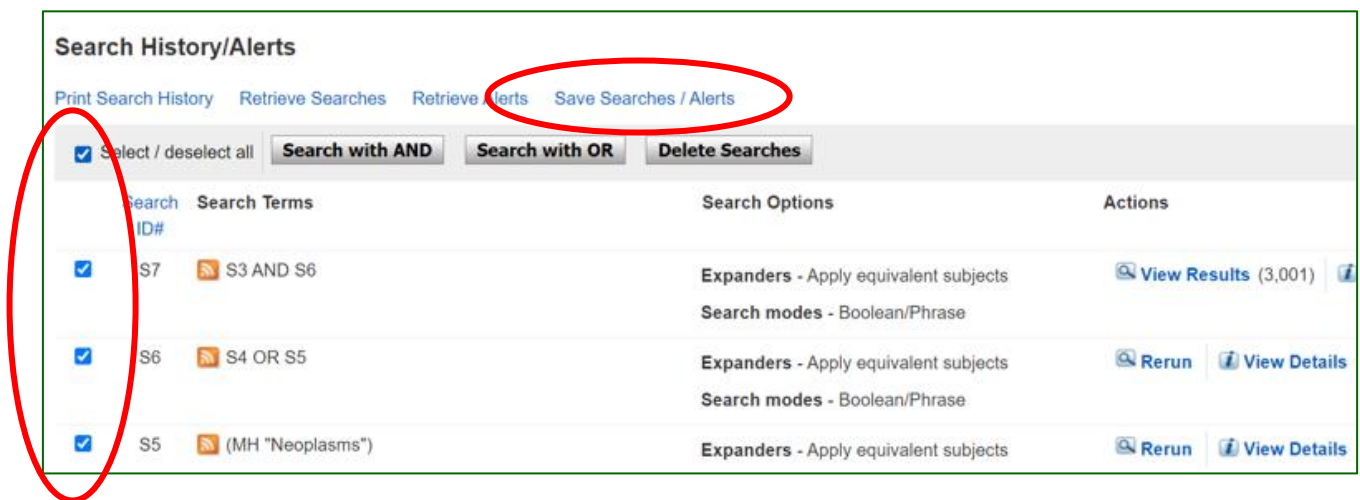 Search History/Alerts
Print Search History Retrieve Searches Retrieve Alerts Save Searches / Alerts
Select / deselect all Search with AND Search with OR Delete Searches
Search ID# Search Terms Search Options Actions
S7 S3 AND S6 Expanders - Apply equivalent subjects View Results (3,001)
Search modes - Boolean/Phrase
S6 S4 OR S5 Expanders - Apply equivalent subjects Rerun View Details
Search modes - Boolean/Phrase
S5 (MH "Neoplasms") Expanders - Apply equivalent subjects Rerun View Details